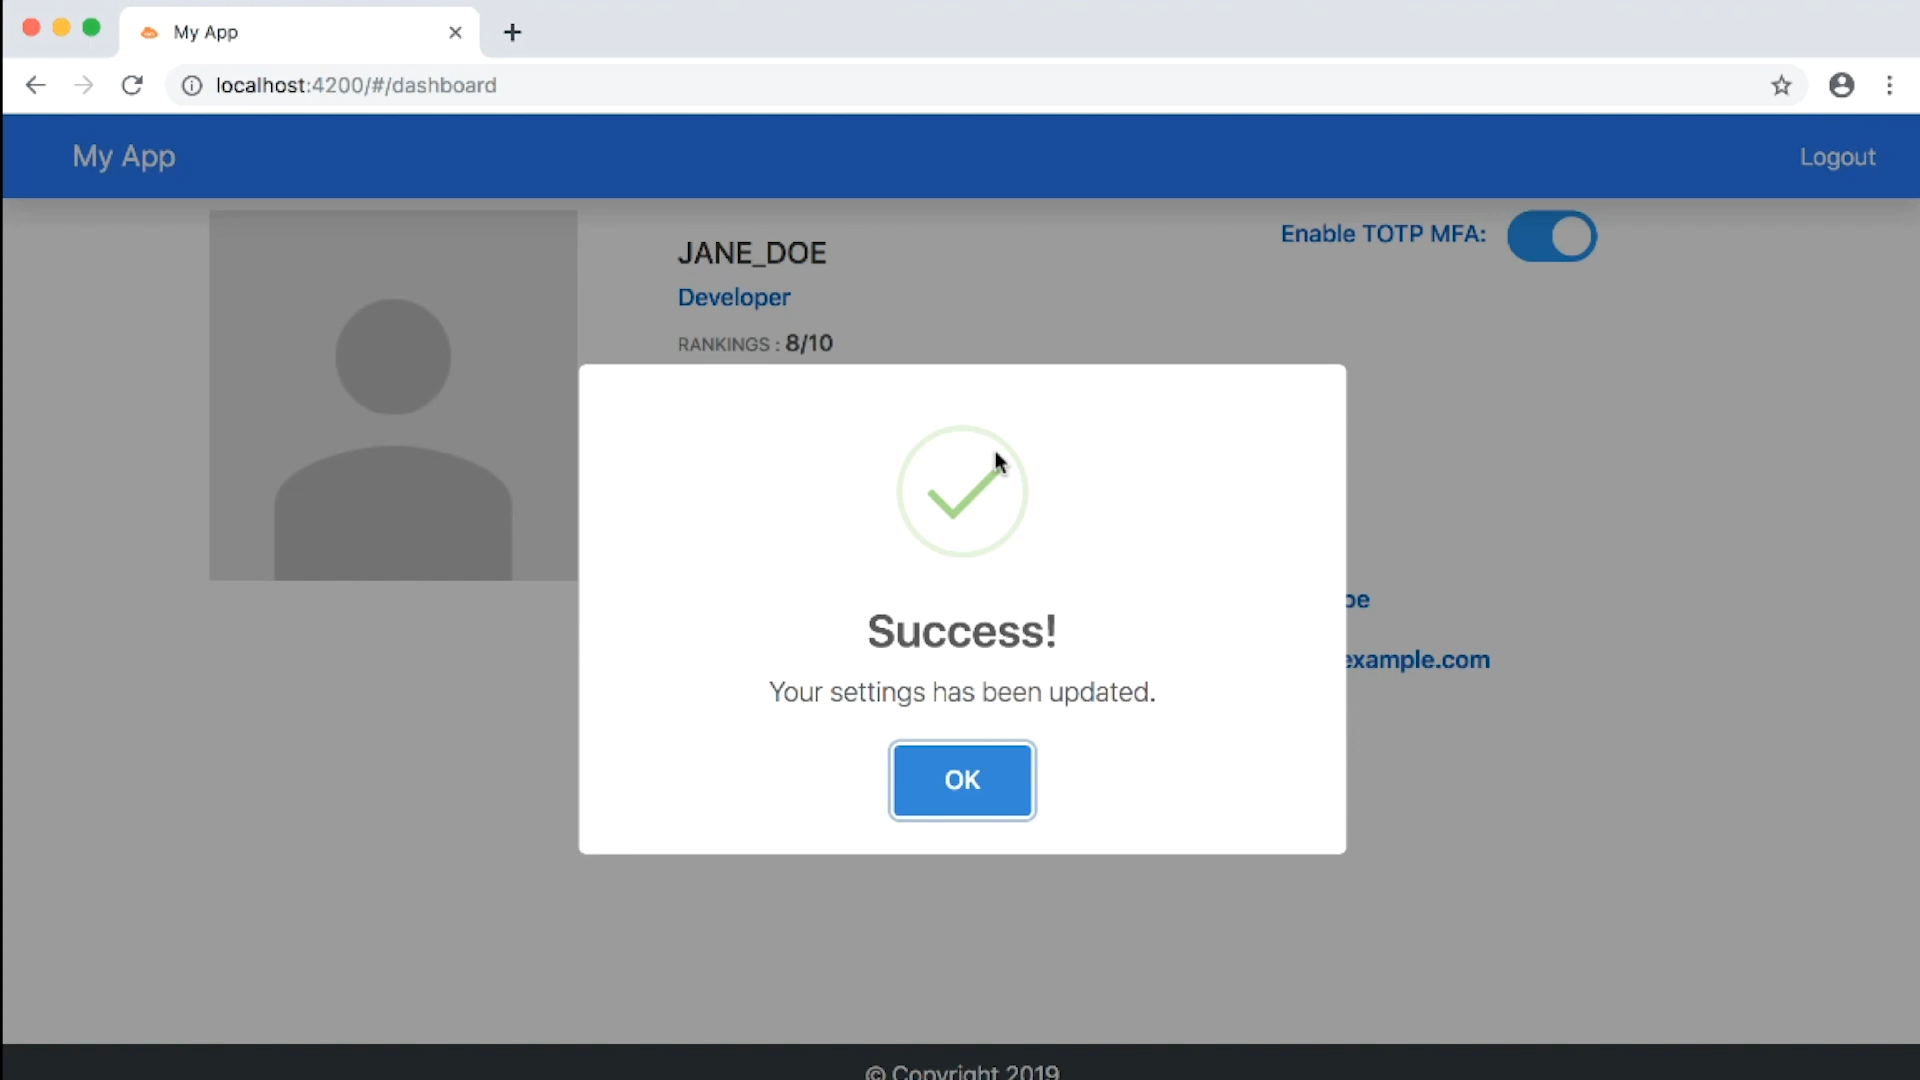 My App
localhost:4200/#/dashboard
My App
Logout
JANE_DOE
Enable TOTP MFA:
Developer
RANKINGS : 8/10
Success!
Your settings has been updated.
OK
example.com
© Copyright 2019